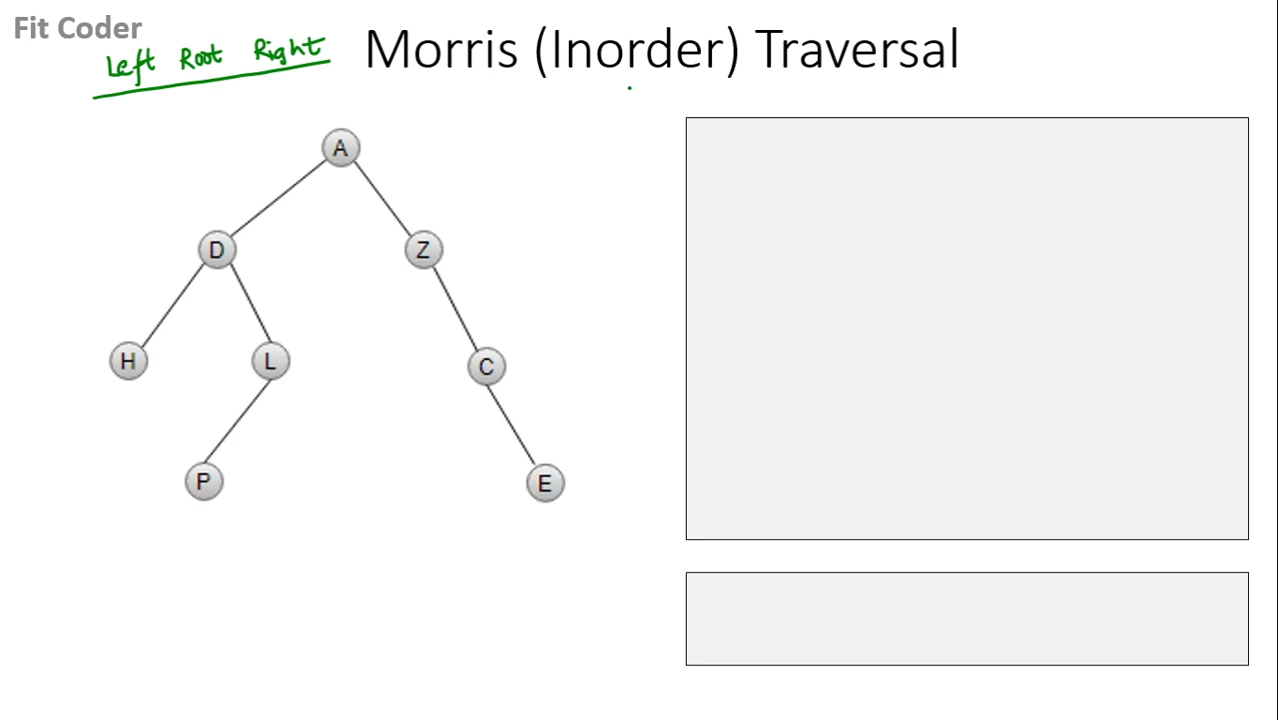 Fit Coder
Left Root Right
Morris (Inorder) Traversal
A
D
Z
H
L
C
P
E